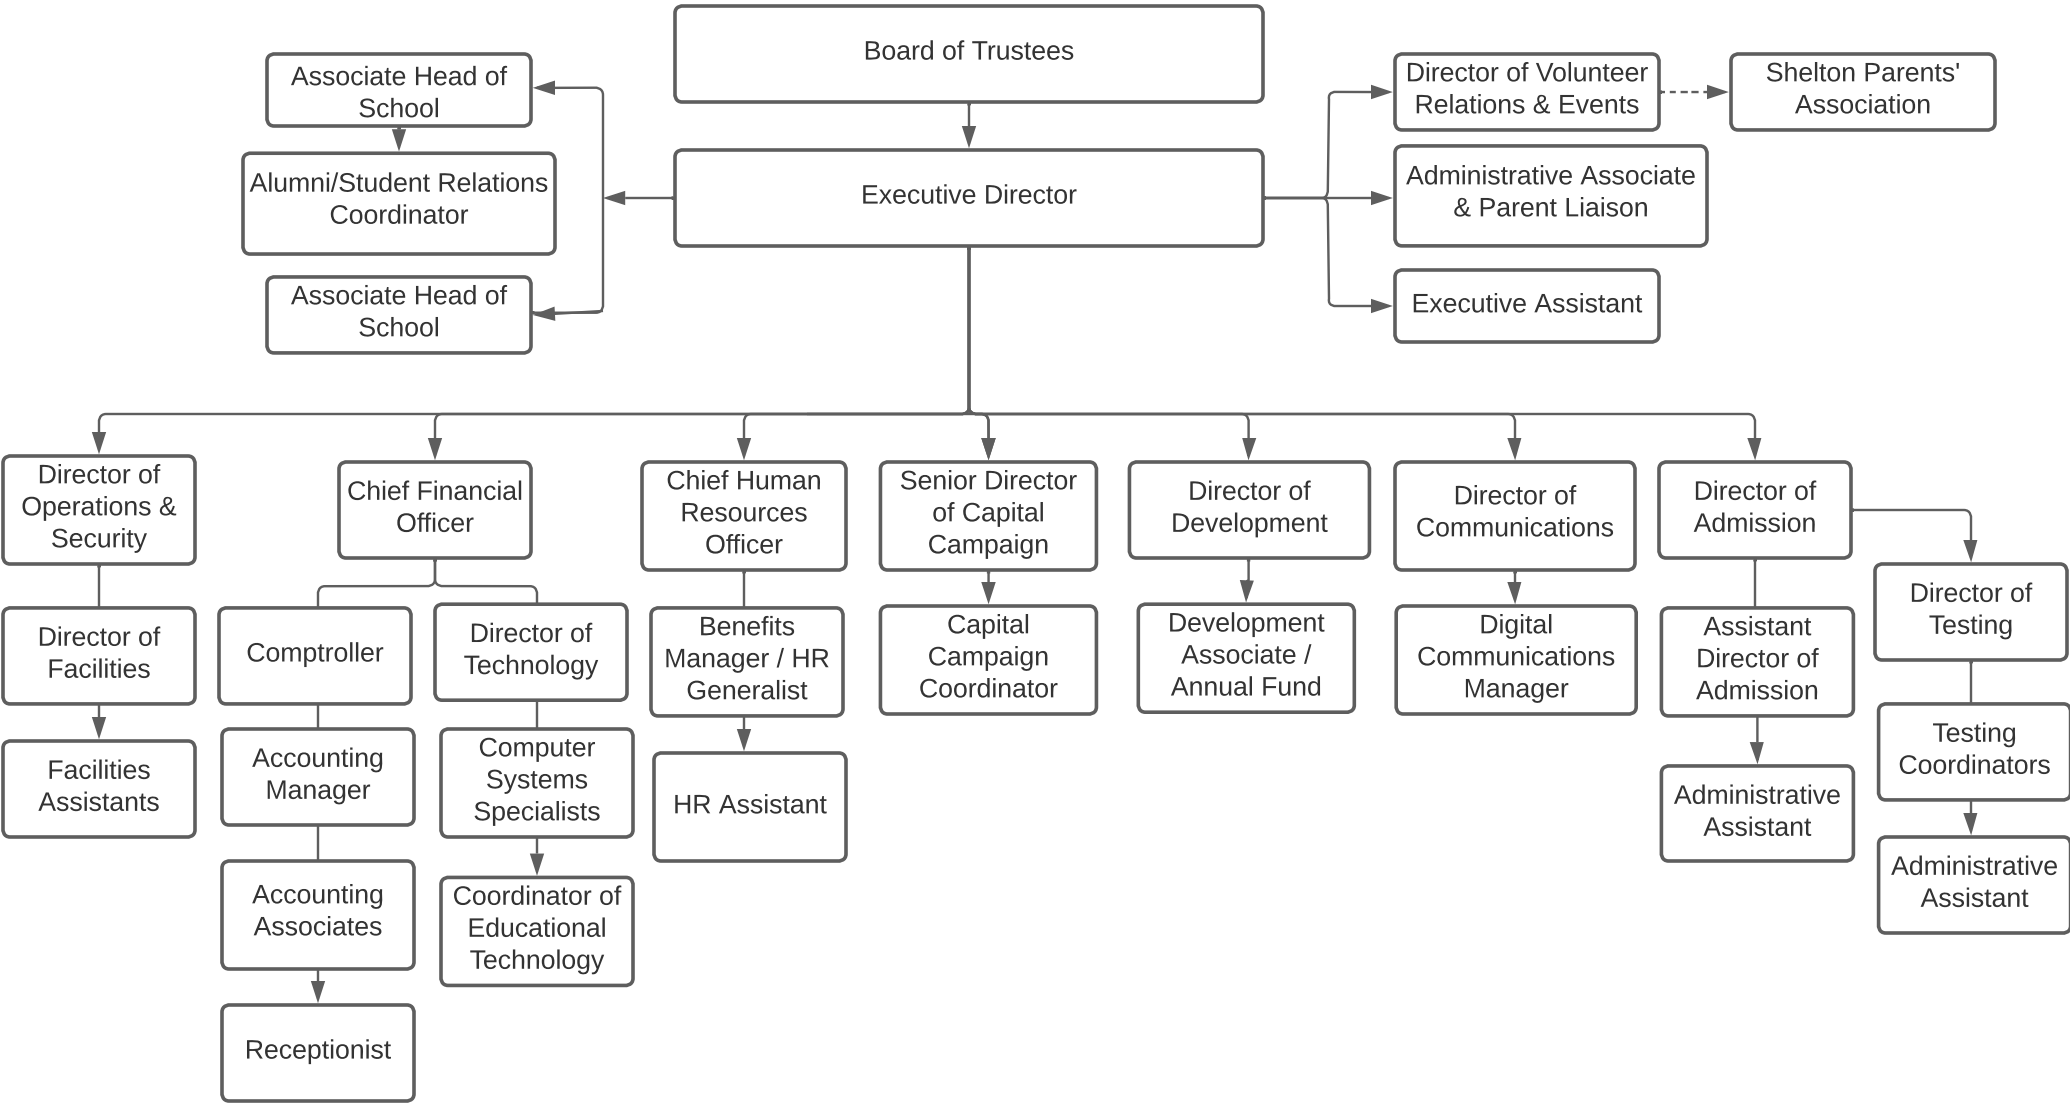 Board of Trustees
Associate Head of
School
Director of Volunteer
Relations & Events
Shelton Parents'
Association
Alumni/Student Relations
Coordinator
Executive Director
Administrative Associate
& Parent Liaison
Associate Head of
School
Executive Assistant
Director of
Operations &
Security
Chief Financial
Officer
Chief Human
Resources
Officer
Senior Director
of Capital
Campaign
Director of
Development
Director of
Communications
Director of
Admission
Director of
Facilities
Comptroller
Director of
Technology
Benefits
Manager / HR
Generalist
Capital
Campaign
Coordinator
Development
Associate /
Annual Fund
Digital
Communications
Manager
Assistant
Director of
Admission
Director of
Testing
Facilities
Assistants
Accounting
Manager
Computer
Systems
Specialists
HR Assistant
Administrative
Assistant
Testing
Coordinators
Accounting
Associates
Coordinator of
Educational
Technology
Administrative
Assistant
Receptionist